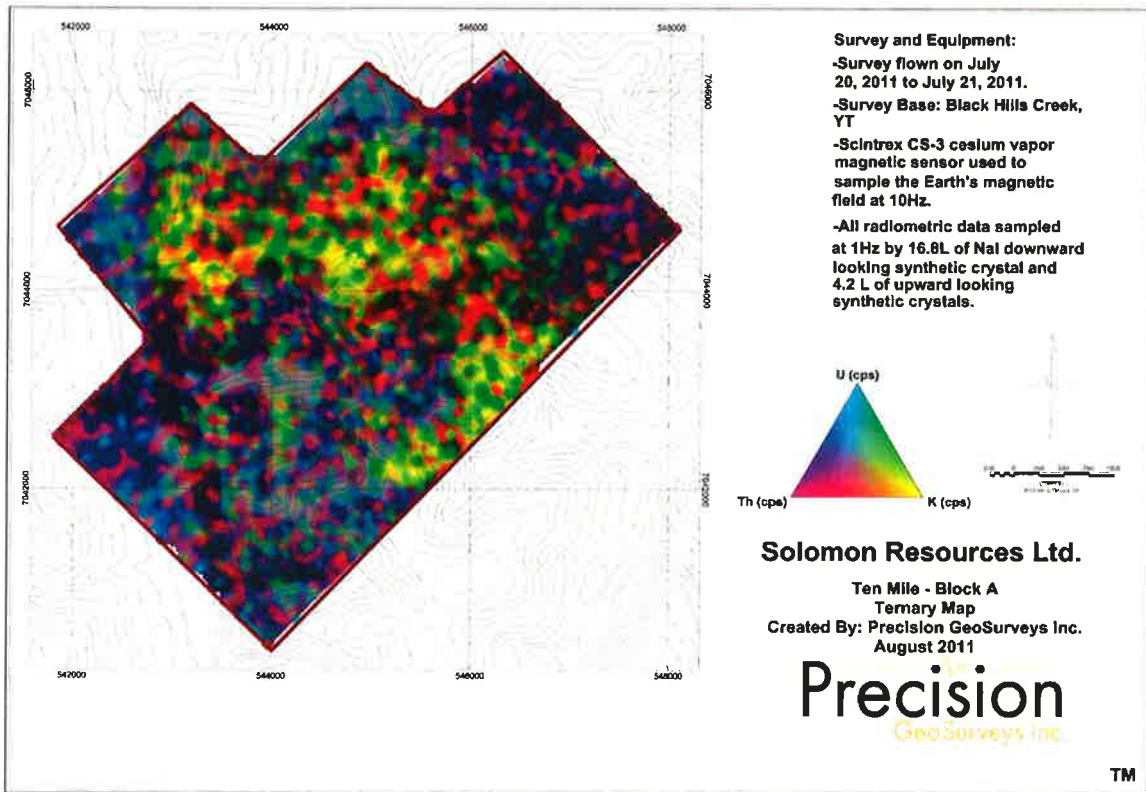 542000
544000
546000
548000
7046000
7046000
7044000
7044000
7042000
7042000
542000
544000
546000
548000
Survey and Equipment:
-Survey flown on July
20, 2011 to July 21, 2011.
-Survey Base: Black Hills Creek,
YT
-Scintrex CS-3 cesium vapor
magnetic sensor used to
sample the Earth's magnetic
field at 10Hz.
-All radiometric data sampled
at 1Hz by 16.8L of NaI downward
looking synthetic crystal and
4.2 L of upward looking
synthetic crystals.
U (cps)
Th (cps)
K (cps)
Solomon Resources Ltd.
Ten Mile - Block A
Ternary Map
Created By: Precision GeoSurveys Inc.
August 2011
Precision
GeoSurveys Inc.
TM